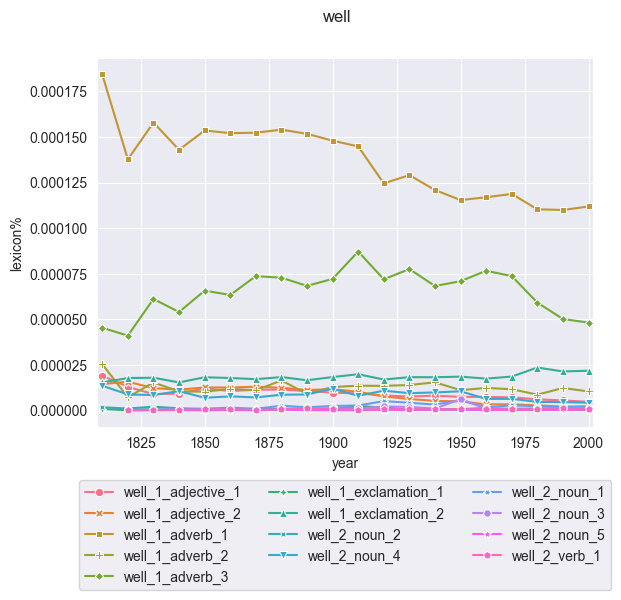 well
0.000175
0.000150
0.000125
0.000100
0.000075
0.000050
0.000025
0.000000
lexicon%
1825 1850 1875 1900 1925 1950 1975 2000
year
well_1_adjective_1 well_1_exclamation_1 well_2_noun_1
well_1_adjective_2 well_1_exclamation_2 well_2_noun_3
well_1_adverb_1 well_2_noun_2 well_2_noun_5
well_1_adverb_2 well_2_noun_4 well_2_verb_1
well_1_adverb_3